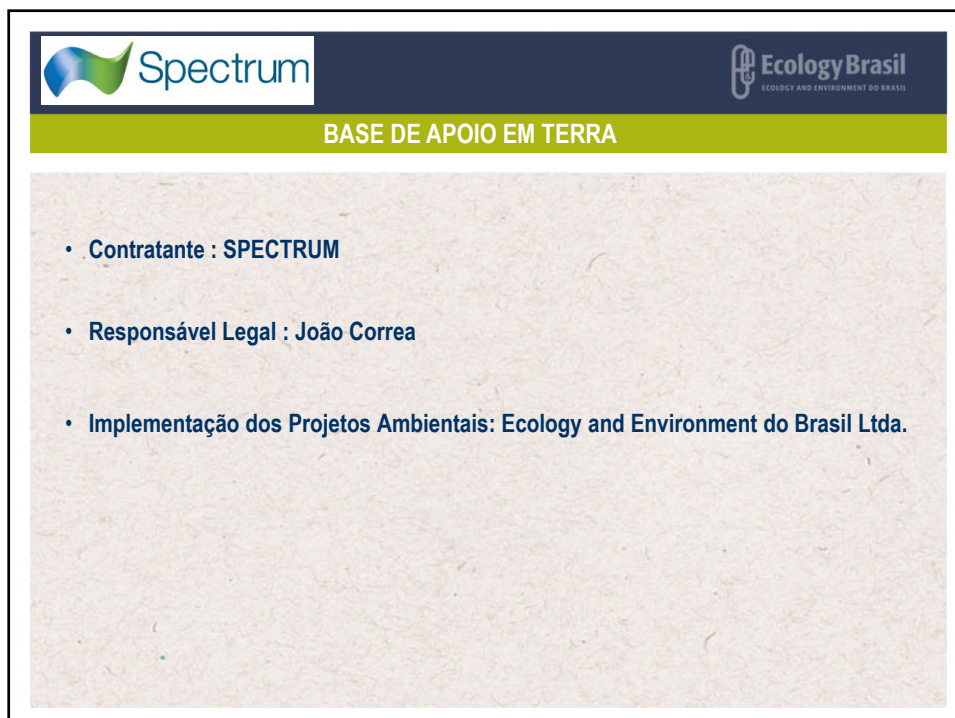 Spectrum
Ecology Brasil
ECOLOGY AND ENVIRONMENT DO BRASIL
BASE DE APOIO EM TERRA
• Contratante : SPECTRUM
• Responsável Legal : João Correa
• Implementação dos Projetos Ambientais: Ecology and Environment do Brasil Ltda.